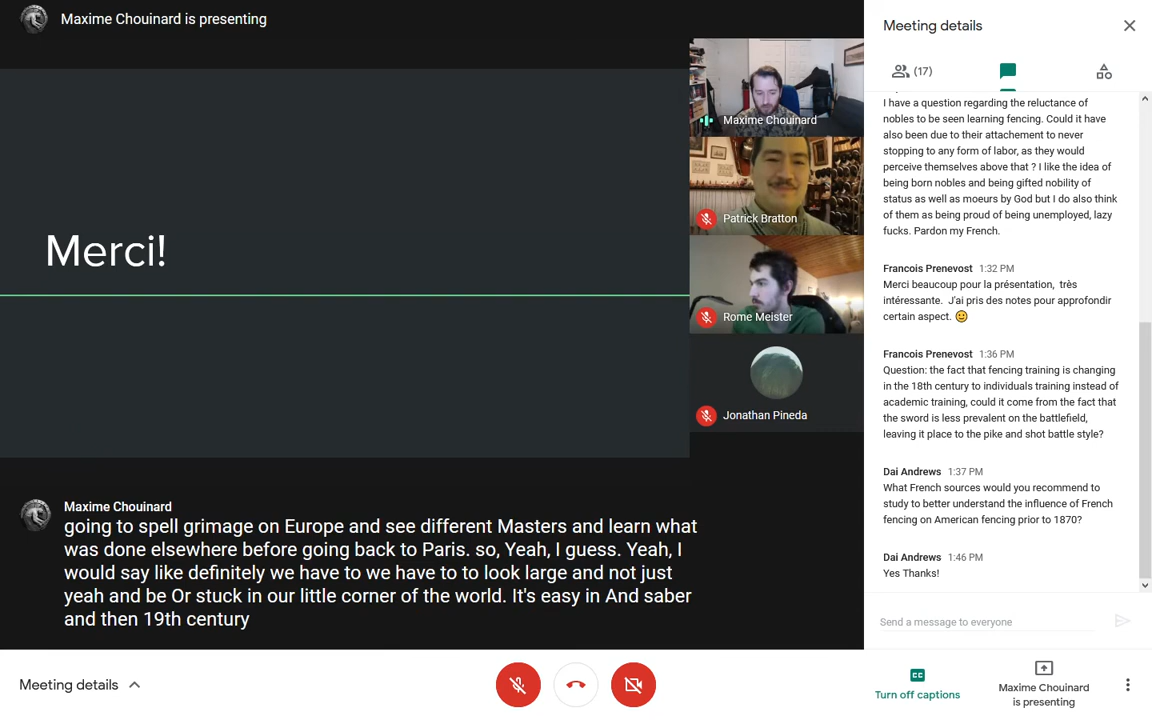 Maxime Chouinard is presenting
Merci!
Maxime Chouinard
Patrick Bratton
Rome Meister
Jonathan Pineda
Maxime Chouinard
going to spell grimage on Europe and see different Masters and learn what
was done elsewhere before going back to Paris. so, Yeah, I guess. Yeah, I
would say like definitely we have to we have to to look large and not just
yeah and be Or stuck in our little corner of the world. It's easy in And saber
and then 19th century
Meeting details
(17)
I have a question regarding the reluctance of
nobles to be seen learning fencing. Could it have
also been due to their attachement to never
stopping to any form of labor, as they would
perceive themselves above that ? I like the idea of
being born nobles and being gifted nobility of
status as well as moeurs by God but I do also think
of them as being proud of being unemployed, lazy
fucks. Pardon my French.
Francois Prenevost 1:32 PM
Merci beaucoup pour la présentation, très
intéressante. J'ai pris des notes pour approfondir
certain aspect. 🙂
Francois Prenevost 1:36 PM
Question: the fact that fencing training is changing
in the 18th century to individuals training instead of
academic training, could it come from the fact that
the sword is less prevalent on the battlefield,
leaving it place to the pike and shot battle style?
Dai Andrews 1:37 PM
What French sources would you recommend to
study to better understand the influence of French
fencing on American fencing prior to 1870?
Dai Andrews 1:46 PM
Yes Thanks!
Send a message to everyone
Meeting details
CC
Turn off captions
Maxime Chouinard
is presenting